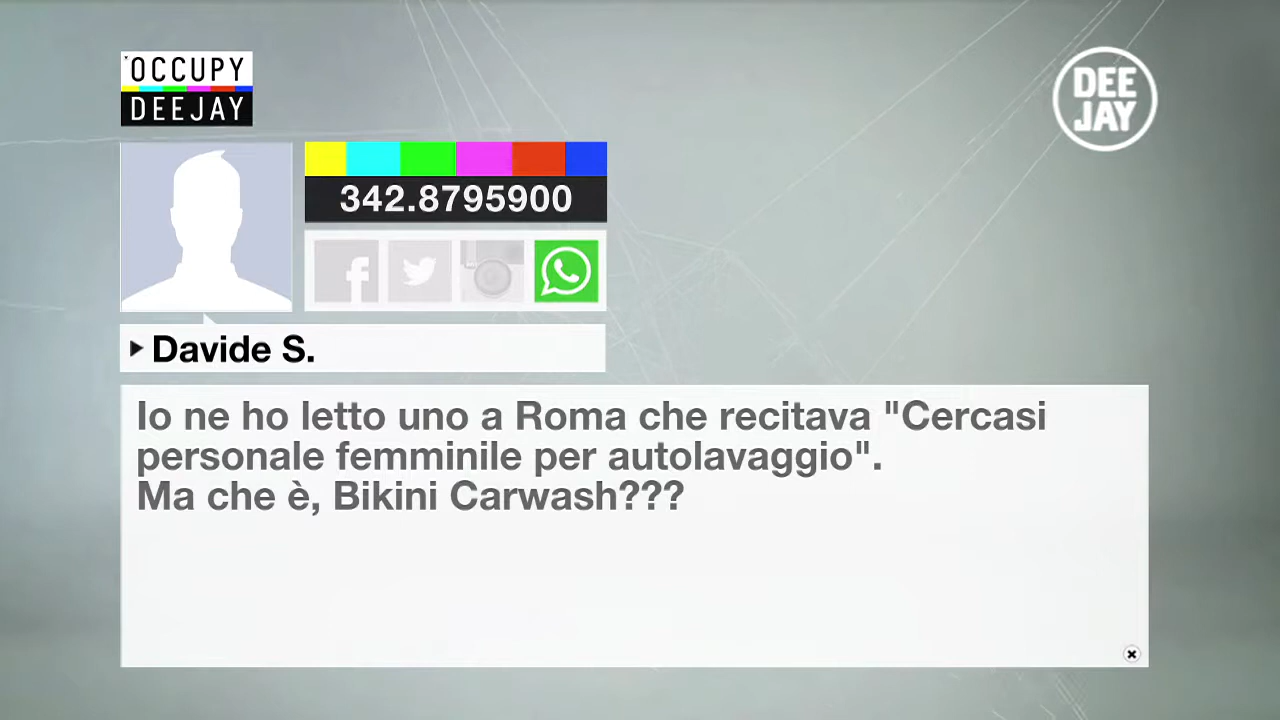 OCCUPY
DEEJAY
DEE
JAY
342.8795900
Davide S.
Io ne ho letto uno a Roma che recitava "Cercasi
personale femminile per autolavaggio".
Ma che è, Bikini Carwash???